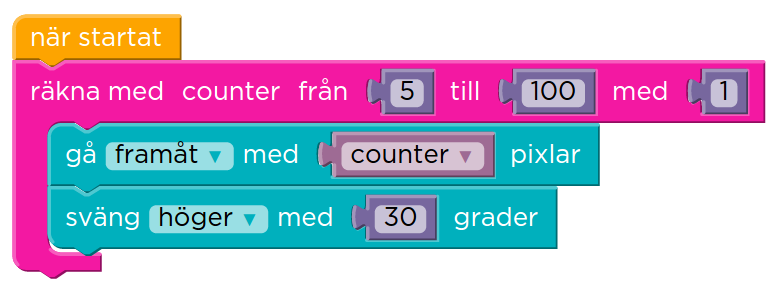 när startat
räkna med counter från 5 till 100 med 1
gå framåt ▼ med counter ▼ pixlar
sväng höger ▼ med 30 grader